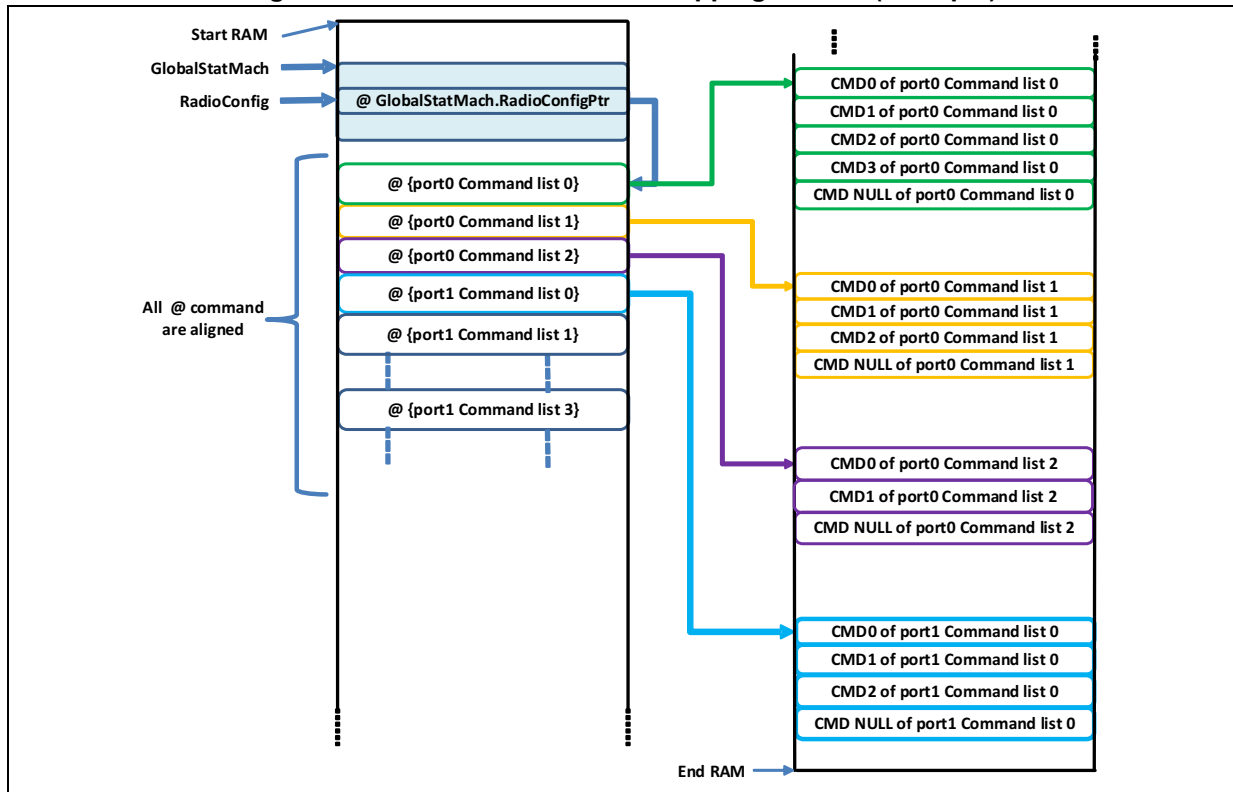 Start RAM
GlobalStatMach
RadioConfig
@ GlobalStatMach.RadioConfigPtr
@ {port0 Command list 0}
@ {port0 Command list 1}
@ {port0 Command list 2}
@ {port1 Command list 0}
@ {port1 Command list 1}
@ {port1 Command list 3}
All @ command
are aligned
CMD0 of port0 Command list 0
CMD1 of port0 Command list 0
CMD2 of port0 Command list 0
CMD3 of port0 Command list 0
CMD NULL of port0 Command list 0
CMD0 of port0 Command list 1
CMD1 of port0 Command list 1
CMD2 of port0 Command list 1
CMD NULL of port0 Command list 1
CMD0 of port0 Command list 2
CMD1 of port0 Command list 2
CMD NULL of port0 Command list 2
CMD0 of port1 Command list 0
CMD1 of port1 Command list 0
CMD2 of port1 Command list 0
CMD NULL of port1 Command list 0
End RAM